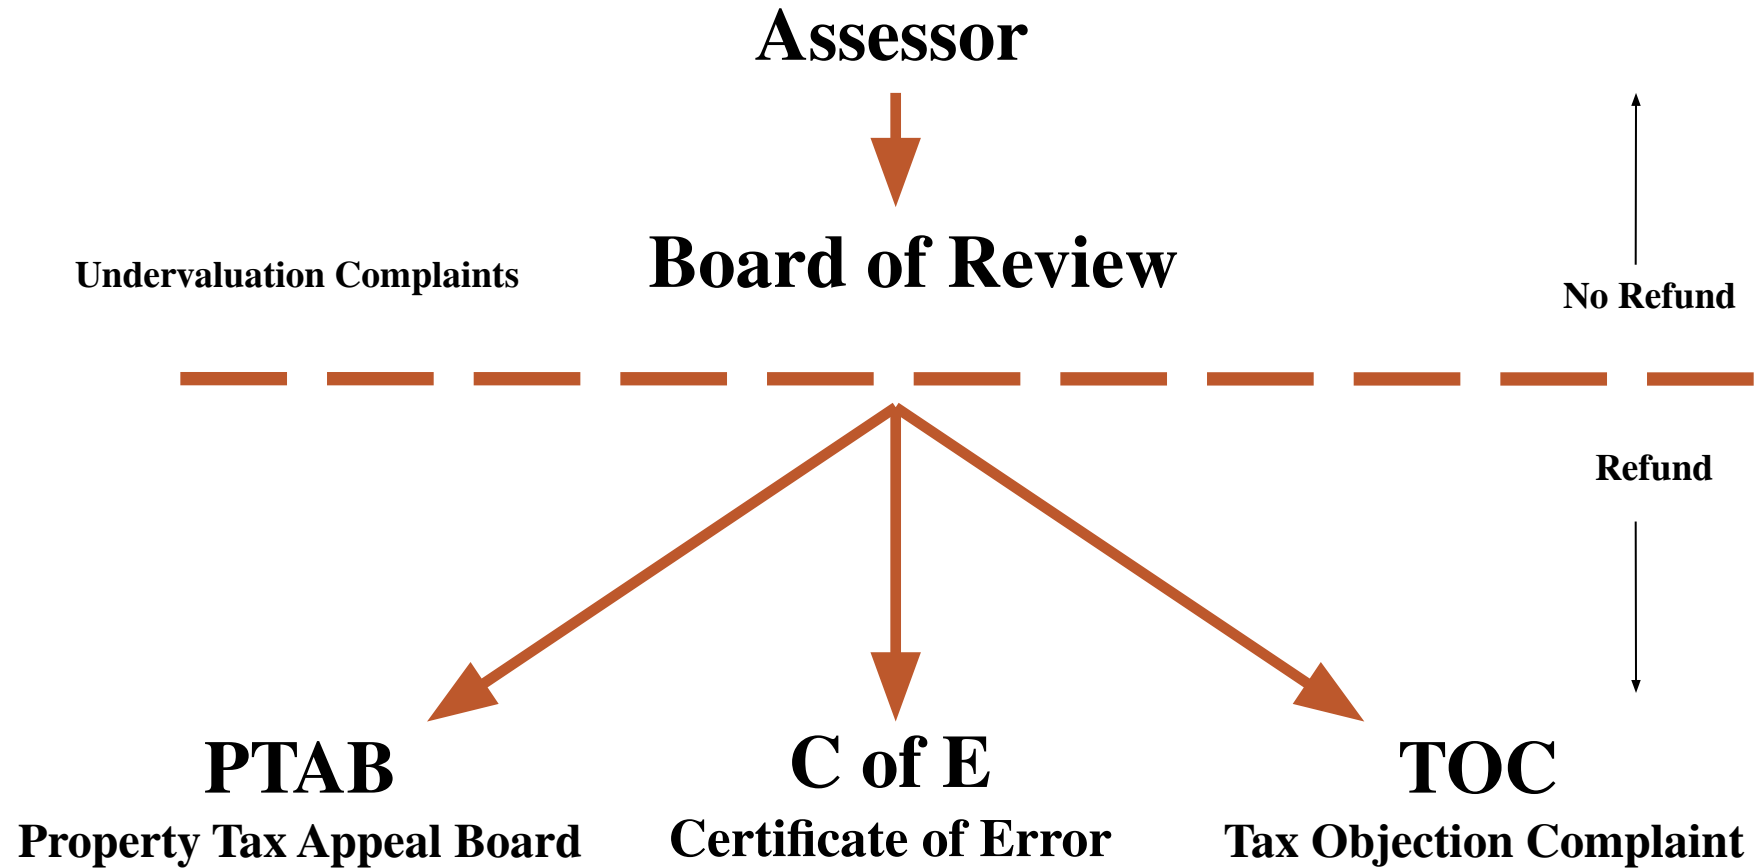 Assessor
Undervaluation Complaints
Board of Review
No Refund
Refund
PTAB
Property Tax Appeal Board
C of E
Certificate of Error
TOC
Tax Objection Complaint